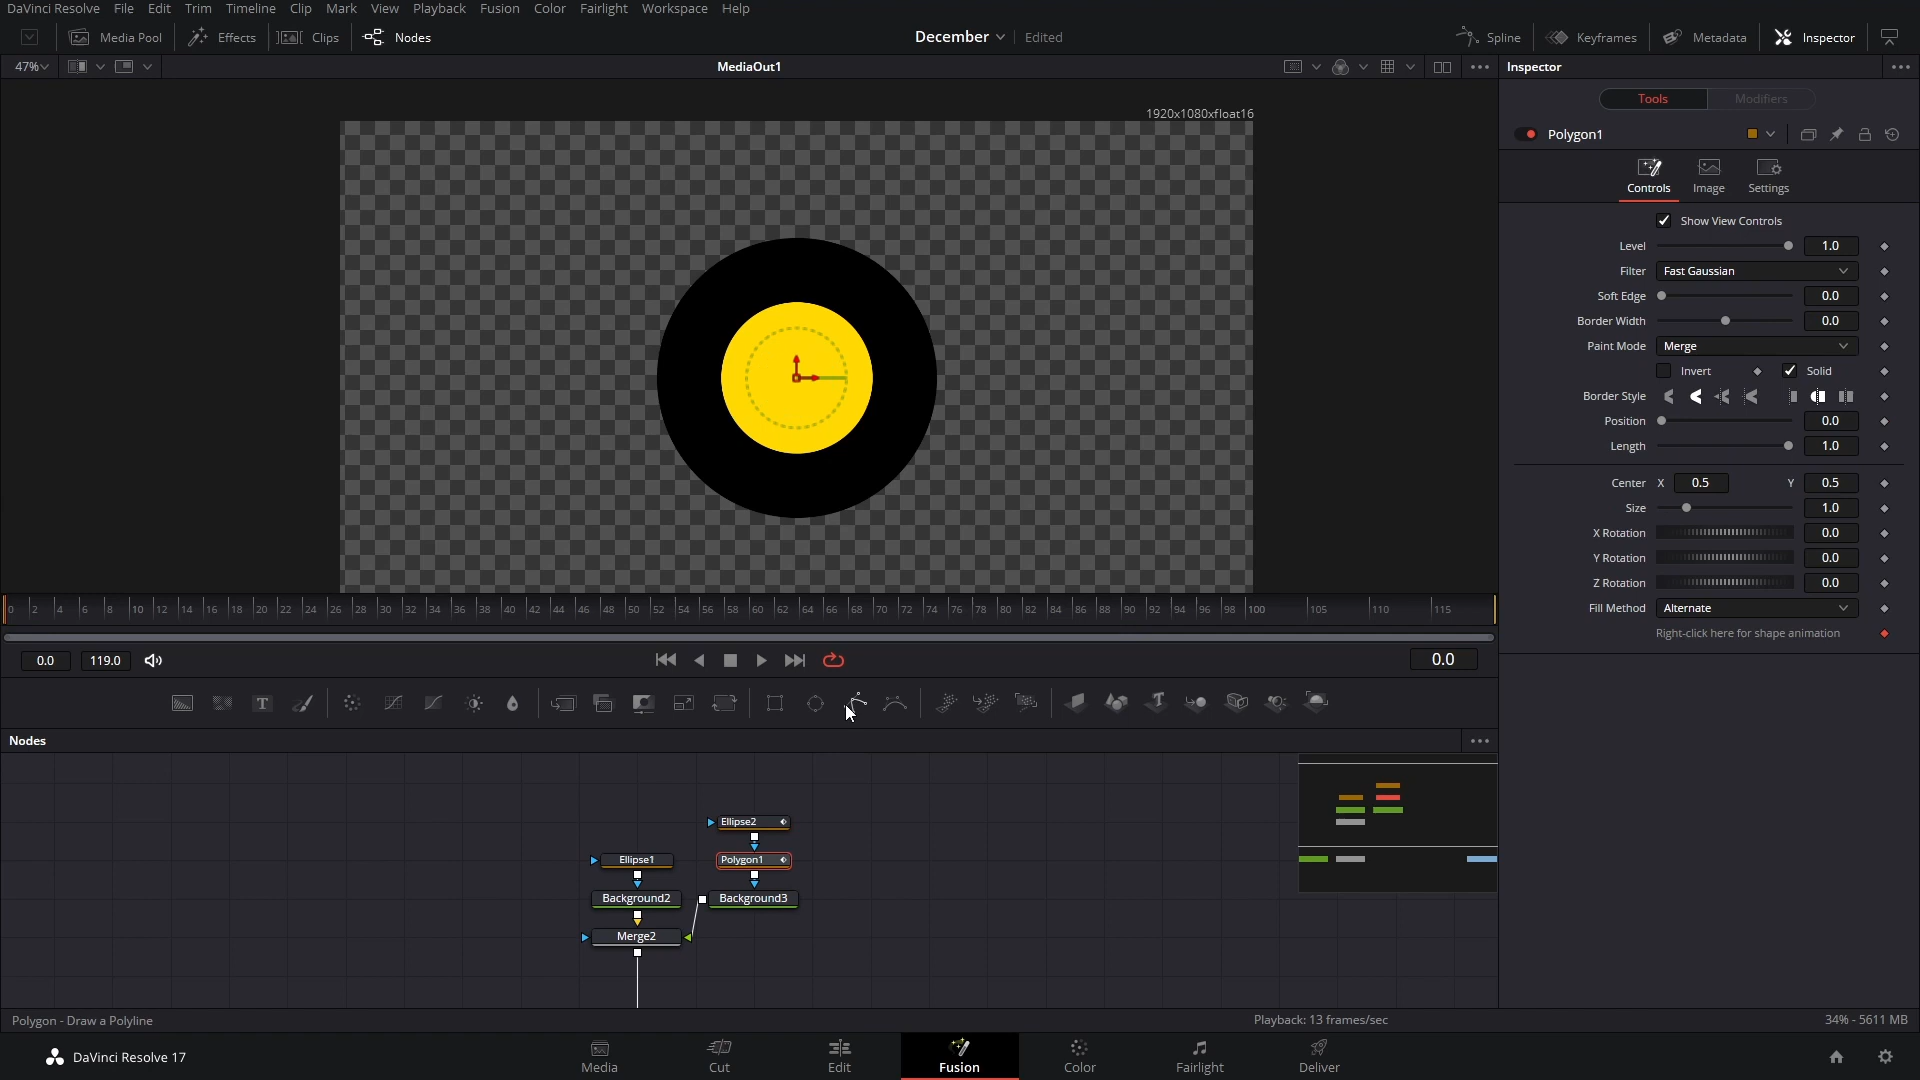 DaVinci Resolve File Edit Trim Timeline Clip Mark View Playback Fusion Color Fairlight Workspace Help
Media Pool Effects Clips Nodes December Edited Spline Keyframes Metadata Inspector
47% MediaOut1 Inspector
Tools Modifiers
1920x1080xfloat16
Polygon1
Controls Image Settings
Show View Controls
Level 1.0
Filter Fast Gaussian
Soft Edge 0.0
Border Width 0.0
Paint Mode Merge
Invert Solid
Border Style
Position 0.0
Length 1.0
Center X 0.5 Y 0.5
Size 1.0
X Rotation 0.0
Y Rotation 0.0
Z Rotation 0.0
Fill Method Alternate
Right-click here for shape animation
0 2 4 6 8 10 12 14 16 18 20 22 24 26 28 30 32 34 36 38 40 42 44 46 48 50 52 54 56 58 60 62 64 66 68 70 72 74 76 78 80 82 84 86 88 90 92 94 96 98 100 105 110 115
0.0 119.0 0.0
T
Nodes
Ellipse2
Ellipse1 Polygon1
Background2 Background3
Merge2
Polygon - Draw a Polyline Playback: 13 frames/sec 34% - 5611 MB
DaVinci Resolve 17 Media Cut Edit Fusion Color Fairlight Deliver